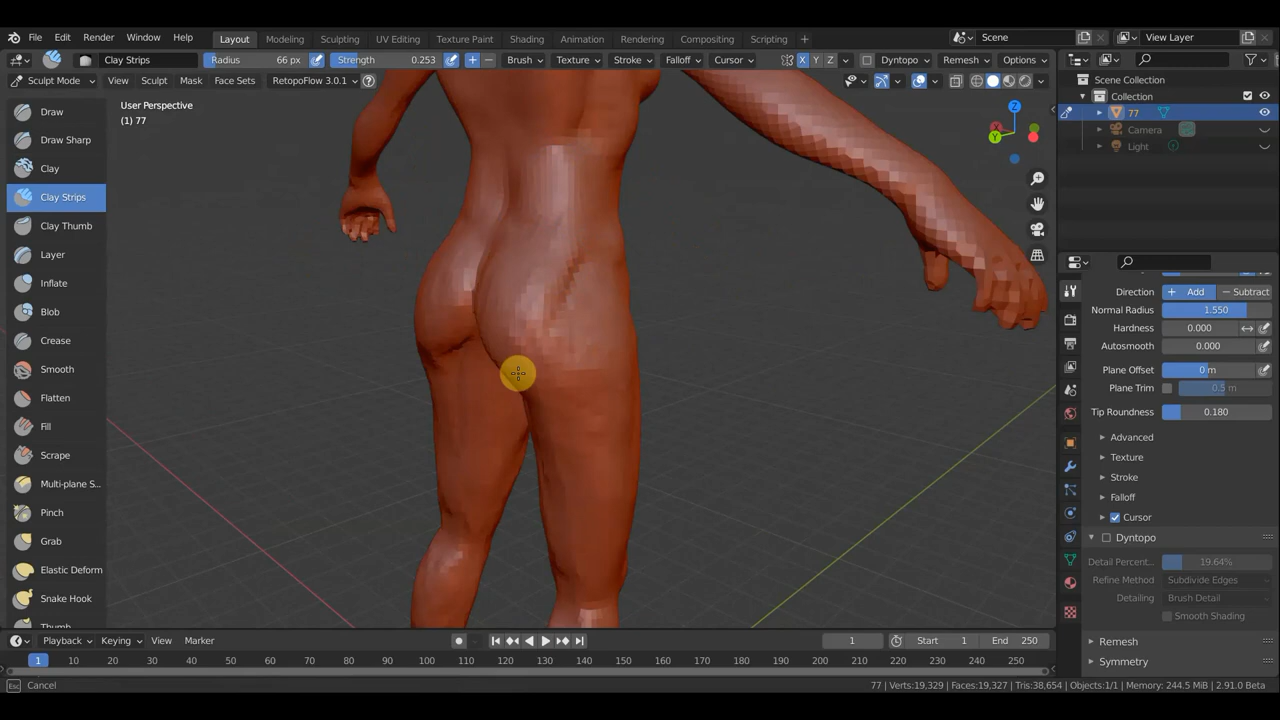 File Edit Render Window Help Layout Modeling Sculpting UV Editing Texture Paint Shading Animation Rendering Compositing Scripting + Scene View Layer
Clay Strips Radius 66 px Strength 0.253 Brush Texture Stroke Falloff Cursor X Y Z Dyntopo Remesh Options
Sculpt Mode View Sculpt Mask Face Sets RetopoFlow 3.0.1
Scene Collection
Collection
77
Camera
Light
User Perspective
(1) 77
Z
Y
Draw
Draw Sharp
Clay
Clay Strips
Clay Thumb
Layer
Inflate
Blob
Crease
Smooth
Flatten
Fill
Scrape
Multi-plane S...
Pinch
Grab
Elastic Deform
Snake Hook
Thumb
Direction + Add − Subtract
Normal Radius 1.550
Hardness 0.000
Autosmooth 0.000
Plane Offset 0 m
Plane Trim 0.5 m
Tip Roundness 0.180
Advanced
Texture
Stroke
Falloff
Cursor
Dyntopo
Detail Percent... 19.64%
Refine Method Subdivide Edges
Detailing Brush Detail
Smooth Shading
Remesh
Symmetry
Playback Keying View Marker 1 Start 1 End 250
1 10 20 30 40 50 60 70 80 90 100 110 120 130 140 150 160 170 180 190 200 210 220 230 240 250
Esc Cancel 77 | Verts:19,329 | Faces:19,327 | Tris:38,654 | Objects:1/1 | Memory: 244.5 MiB | 2.91.0 Beta